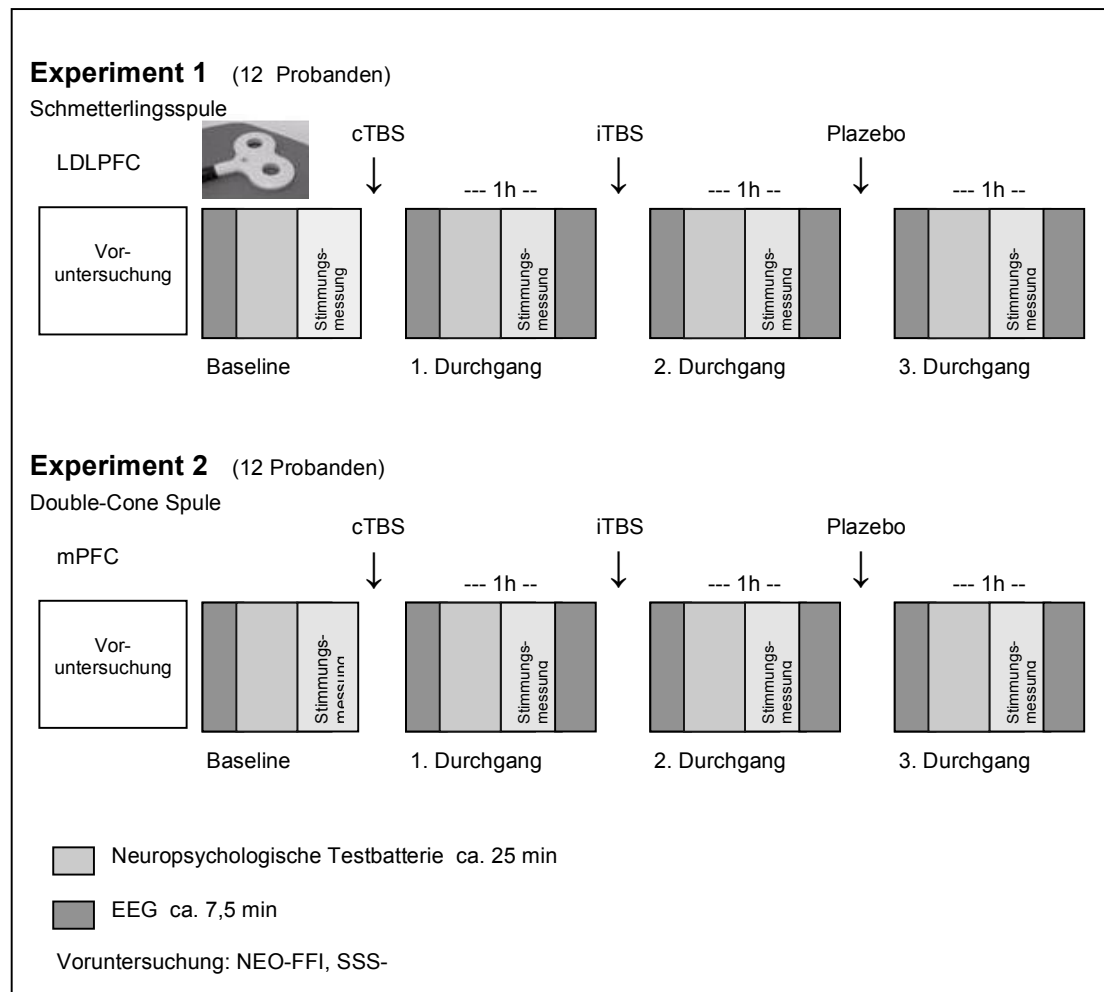 Experiment 1 (12 Probanden)
Schmetterlingsspule
LDLPFC
cTBS
iTBS
Plazebo
--- 1h --
--- 1h --
--- 1h --
Vor-
untersuchung
Stimmungs-
messung
Stimmungs-
messung
Stimmungs-
messung
Stimmungs-
messung
Baseline
1. Durchgang
2. Durchgang
3. Durchgang
Experiment 2 (12 Probanden)
Double-Cone Spule
mPFC
cTBS
iTBS
Plazebo
--- 1h --
--- 1h --
--- 1h --
Vor-
untersuchung
Stimmungs-
messung
Stimmungs-
messung
Stimmungs-
messung
Stimmungs-
messung
Baseline
1. Durchgang
2. Durchgang
3. Durchgang
Neuropsychologische Testbatterie ca. 25 min
EEG ca. 7,5 min
Voruntersuchung: NEO-FFI, SSS-